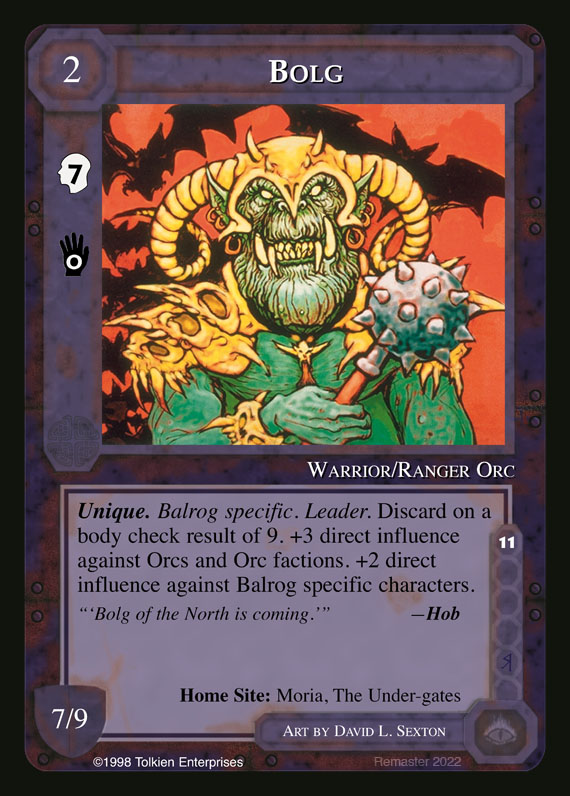 2
BOLG
7
0
WARRIOR/RANGER ORC
Unique. Balrog specific. Leader. Discard on a
body check result of 9. +3 direct influence
against Orcs and Orc factions. +2 direct
influence against Balrog specific characters.
“‘Bolg of the North is coming.’” —Hob
11
Home Site: Moria, The Under-gates
7/9
ART BY DAVID L. SEXTON
©1998 Tolkien Enterprises
Remaster 2022